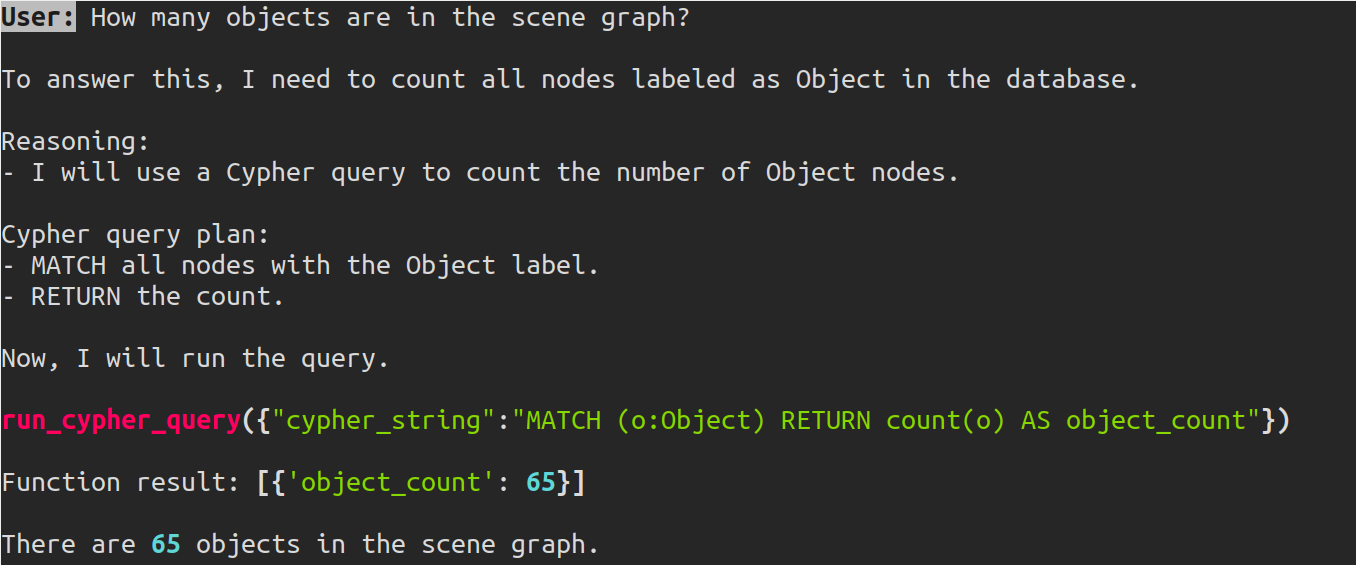 User: How many objects are in the scene graph?
To answer this, I need to count all nodes labeled as Object in the database.
Reasoning:
- I will use a Cypher query to count the number of Object nodes.
Cypher query plan:
- MATCH all nodes with the Object label.
- RETURN the count.
Now, I will run the query.
run_cypher_query({"cypher_string":"MATCH (o:Object) RETURN count(o) AS object_count"})
Function result: [{'object_count': 65}]
There are 65 objects in the scene graph.